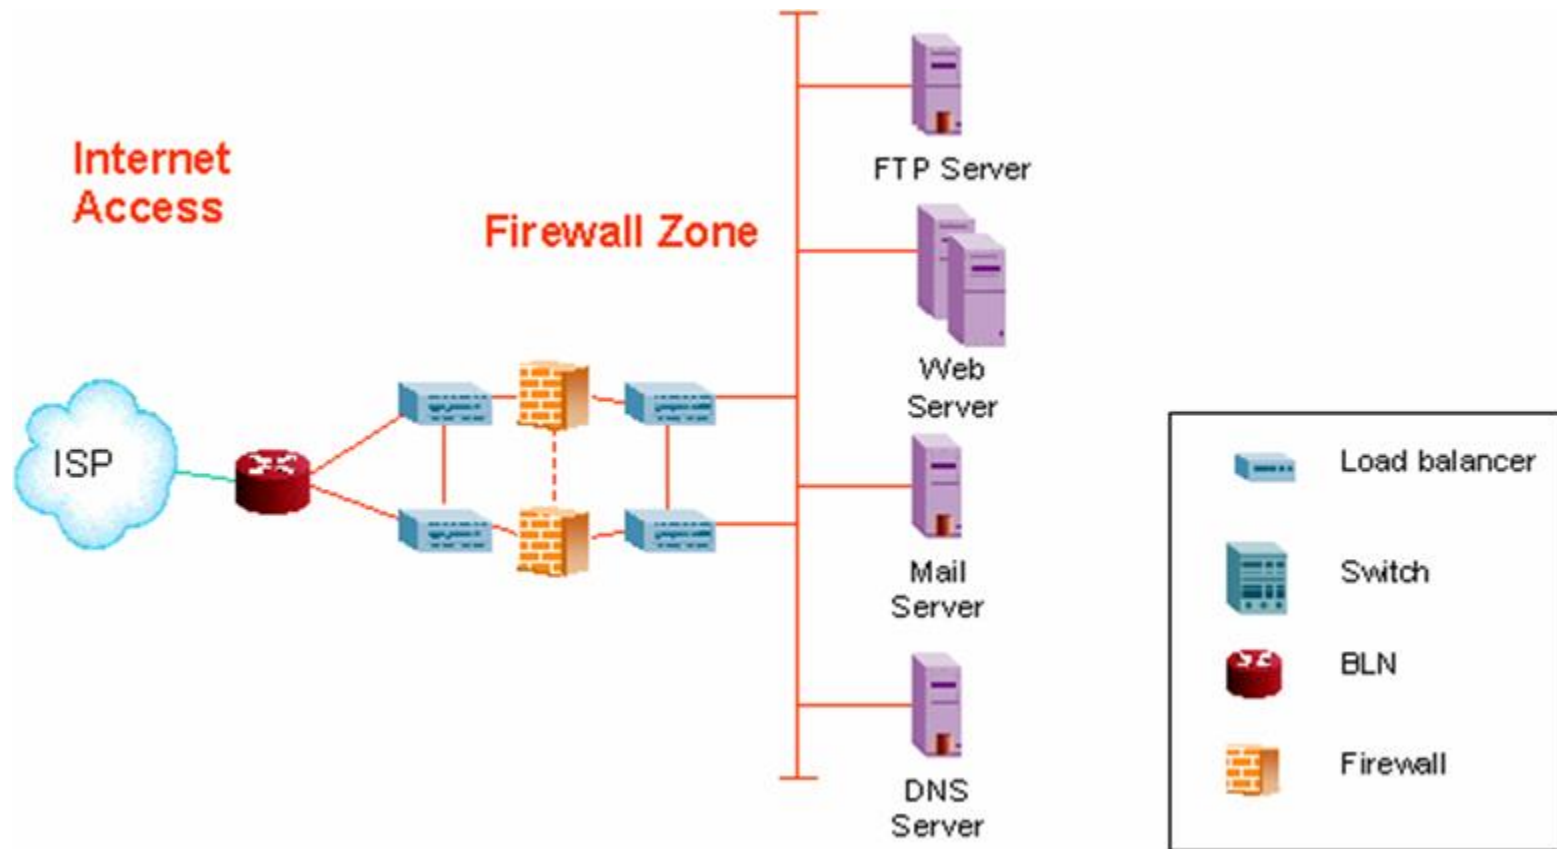 Internet
Access
Firewall Zone
ISP
FTP Server
Web
Server
Mail
Server
DNS
Server
Load balancer
Switch
BLN
Firewall